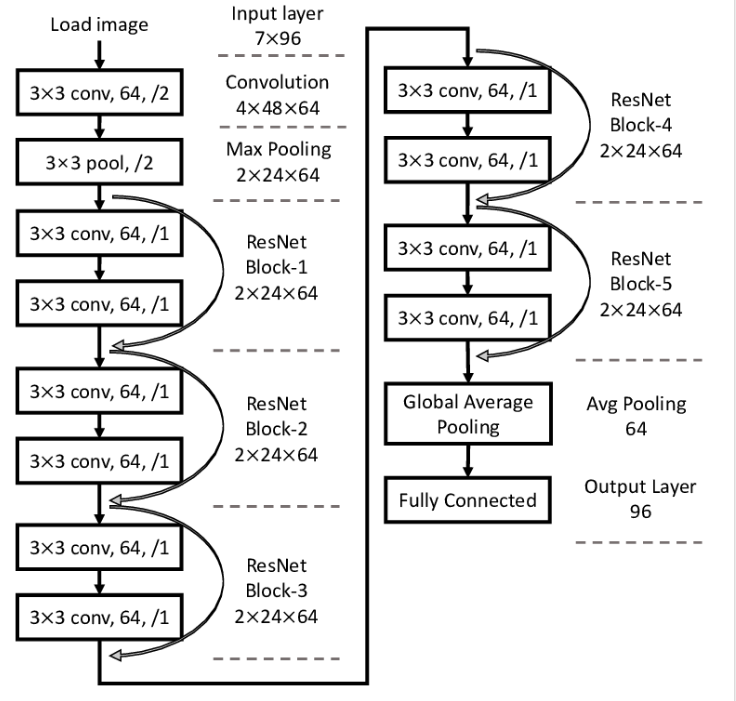 Load image
Input layer
7×96
3×3 conv, 64, /2
Convolution
4×48×64
3×3 pool, /2
Max Pooling
2×24×64
3×3 conv, 64, /1
3×3 conv, 64, /1
ResNet
Block-1
2×24×64
3×3 conv, 64, /1
3×3 conv, 64, /1
ResNet
Block-2
2×24×64
3×3 conv, 64, /1
3×3 conv, 64, /1
ResNet
Block-3
2×24×64
3×3 conv, 64, /1
3×3 conv, 64, /1
ResNet
Block-4
2×24×64
3×3 conv, 64, /1
3×3 conv, 64, /1
ResNet
Block-5
2×24×64
Global Average
Pooling
Avg Pooling
64
Fully Connected
Output Layer
96